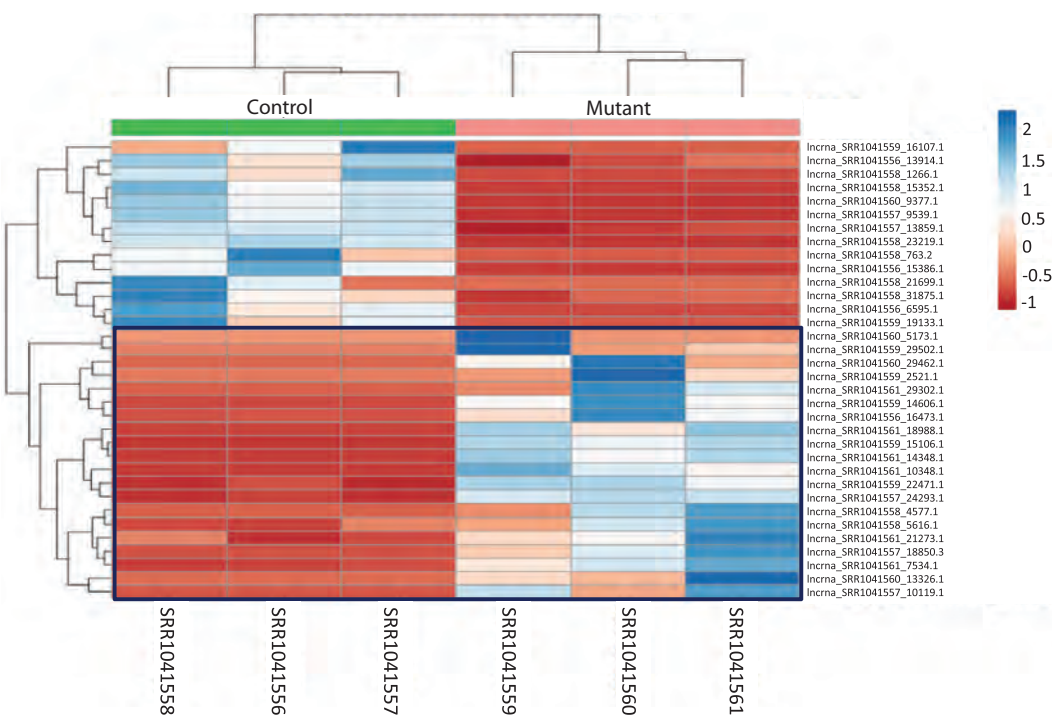 Control
Mutant
lncrna_SRR1041559_16107.1
lncrna_SRR1041556_13914.1
lncrna_SRR1041558_1266.1
lncrna_SRR1041558_15352.1
lncrna_SRR1041560_9377.1
lncrna_SRR1041557_9539.1
lncrna_SRR1041557_13859.1
lncrna_SRR1041558_23219.1
lncrna_SRR1041558_763.2
lncrna_SRR1041556_15386.1
lncrna_SRR1041558_21699.1
lncrna_SRR1041558_31875.1
lncrna_SRR1041556_6595.1
lncrna_SRR1041559_19133.1
lncrna_SRR1041560_5173.1
lncrna_SRR1041559_29502.1
lncrna_SRR1041560_29462.1
lncrna_SRR1041559_2521.1
lncrna_SRR1041561_29302.1
lncrna_SRR1041559_14606.1
lncrna_SRR1041556_16473.1
lncrna_SRR1041561_18988.1
lncrna_SRR1041559_15106.1
lncrna_SRR1041561_14348.1
lncrna_SRR1041561_10348.1
lncrna_SRR1041559_22471.1
lncrna_SRR1041557_24293.1
lncrna_SRR1041558_4577.1
lncrna_SRR1041558_5616.1
lncrna_SRR1041561_21273.1
lncrna_SRR1041557_18850.3
lncrna_SRR1041561_7534.1
lncrna_SRR1041560_13326.1
lncrna_SRR1041557_10119.1
2
1.5
1
0.5
0
-0.5
-1
SRR1041558
SRR1041556
SRR1041557
SRR1041559
SRR1041560
SRR1041561